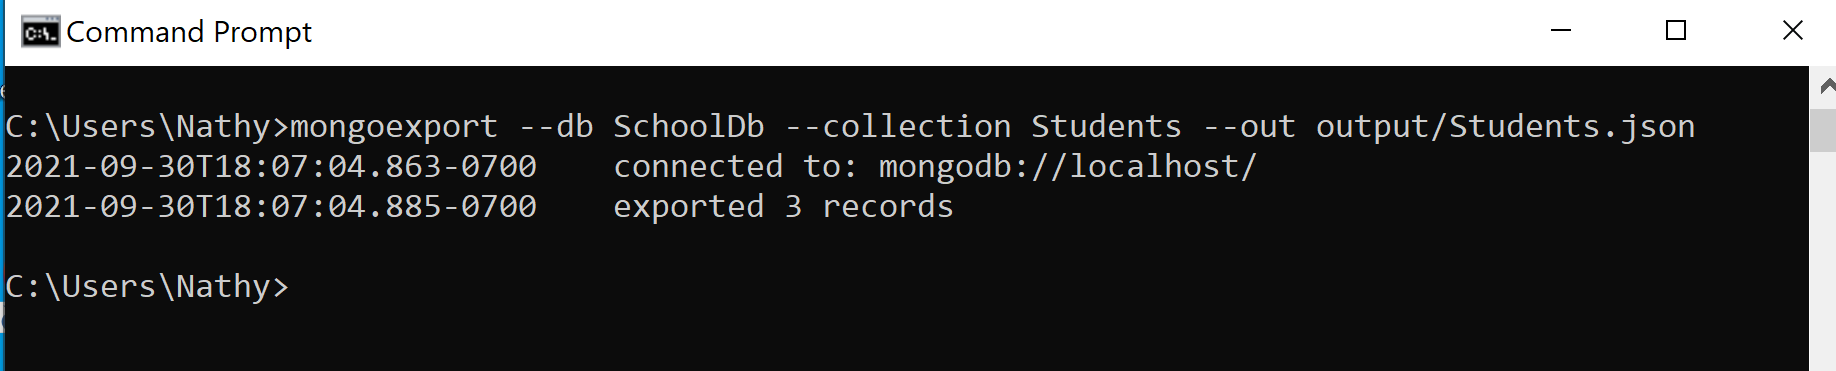 Command Prompt
C:\Users\Nathy>mongoexport --db SchoolDb --collection Students --out output/Students.json
2021-09-30T18:07:04.863-0700    connected to: mongodb://localhost/
2021-09-30T18:07:04.885-0700    exported 3 records
C:\Users\Nathy>